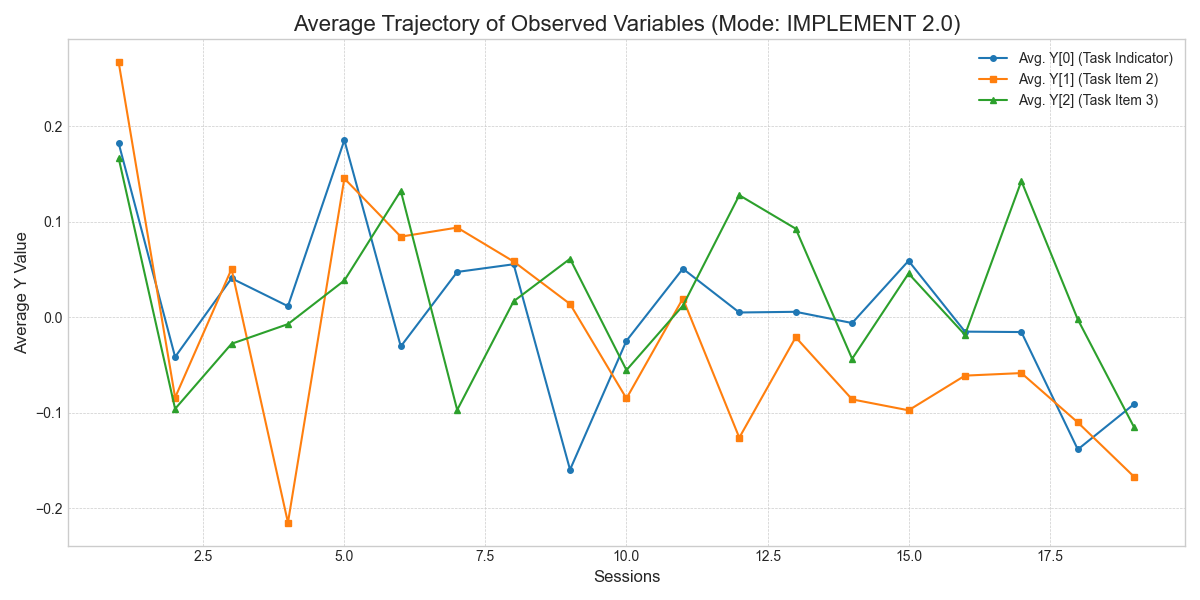 Average Trajectory of Observed Variables (Mode: IMPLEMENT 2.0)
Avg. Y[0] (Task Indicator)
Avg. Y[1] (Task Item 2)
Avg. Y[2] (Task Item 3)
Average Y Value
0.2
0.1
0.0
−0.1
−0.2
2.5 5.0 7.5 10.0 12.5 15.0 17.5
Sessions